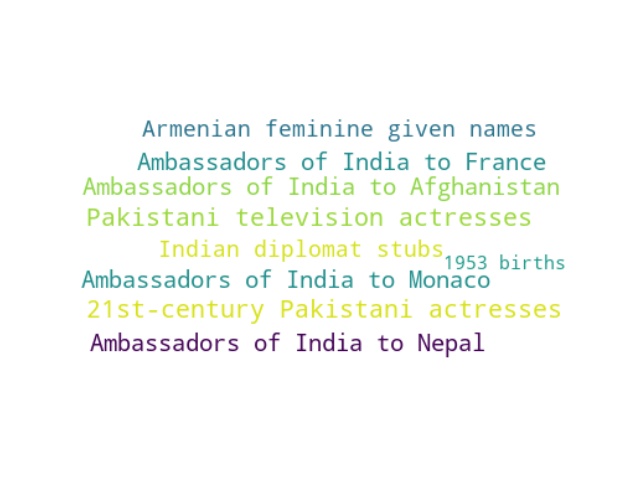 Armenian feminine given names
Ambassadors of India to France
Ambassadors of India to Afghanistan
Pakistani television actresses
Indian diplomat stubs
1953 births
Ambassadors of India to Monaco
21st-century Pakistani actresses
Ambassadors of India to Nepal